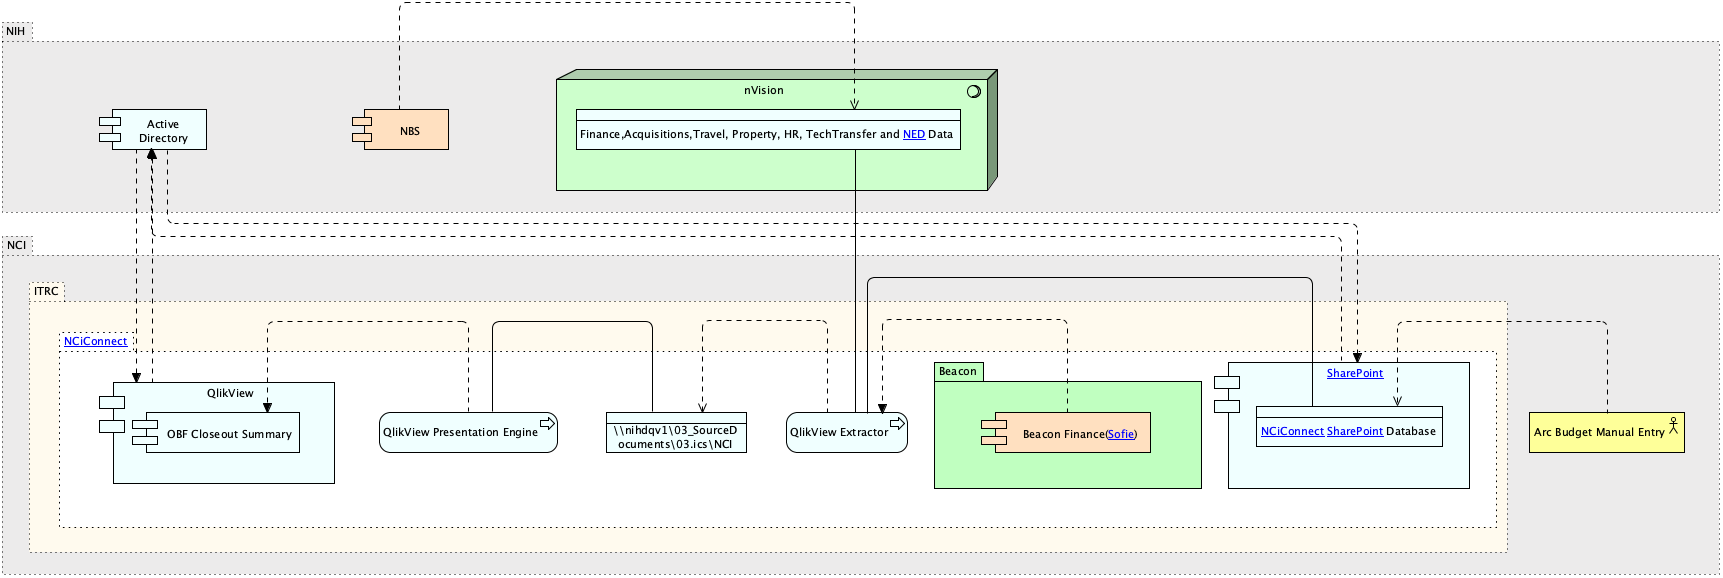 NIH
nVision
Active
Directory
NBS
Finance,Acquisitions,Travel, Property, HR, TechTransfer and NED Data
NCI
ITRC
NCiConnect
QlikView
OBF Closeout Summary
QlikView Presentation Engine
\\nihdqv1\03_SourceD
ocuments\03.ics\NCI
QlikView Extractor
Beacon
Beacon Finance(Sofie)
SharePoint
NCiConnect SharePoint Database
Arc Budget Manual Entry